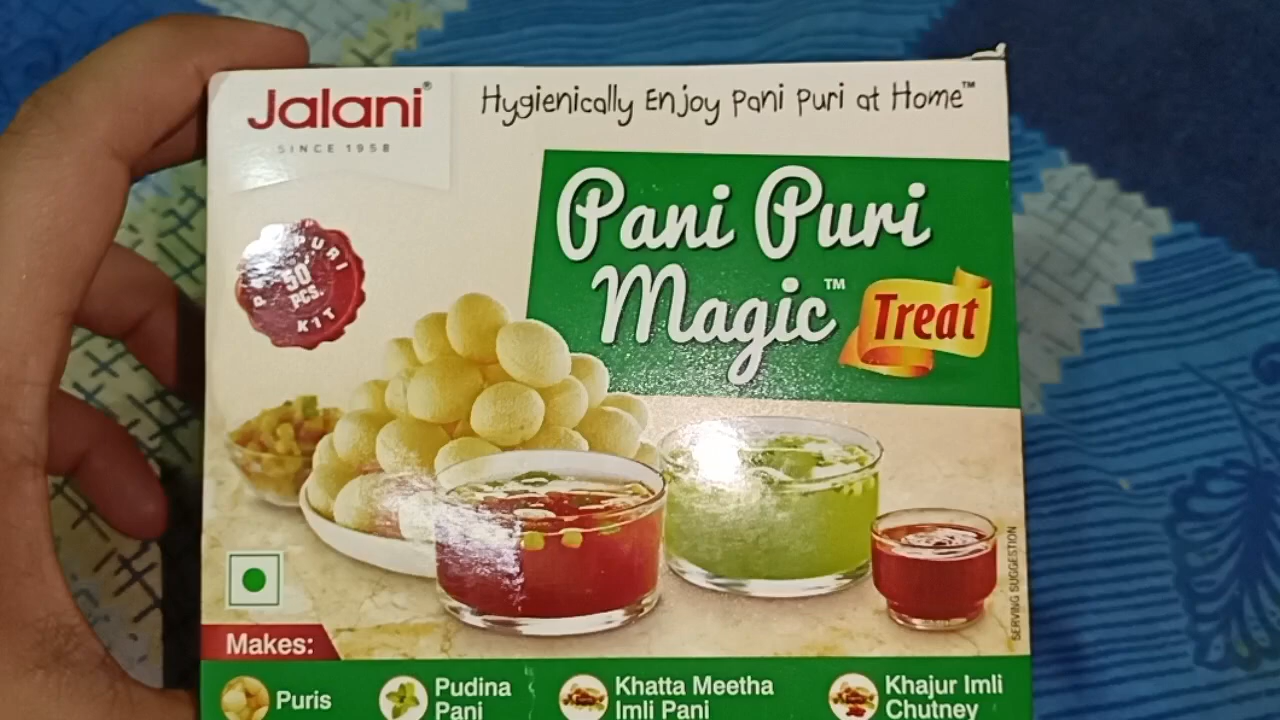 Jalani®
SINCE 1958
Hygienically Enjoy Pani Puri at Home™
Pani Puri
Magic™
Treat
PURI
50
PCS.
KIT
SERVING SUGGESTION
Makes:
Puris
Pudina
Pani
Khatta Meetha
Imli Pani
Khajur Imli
Chutney